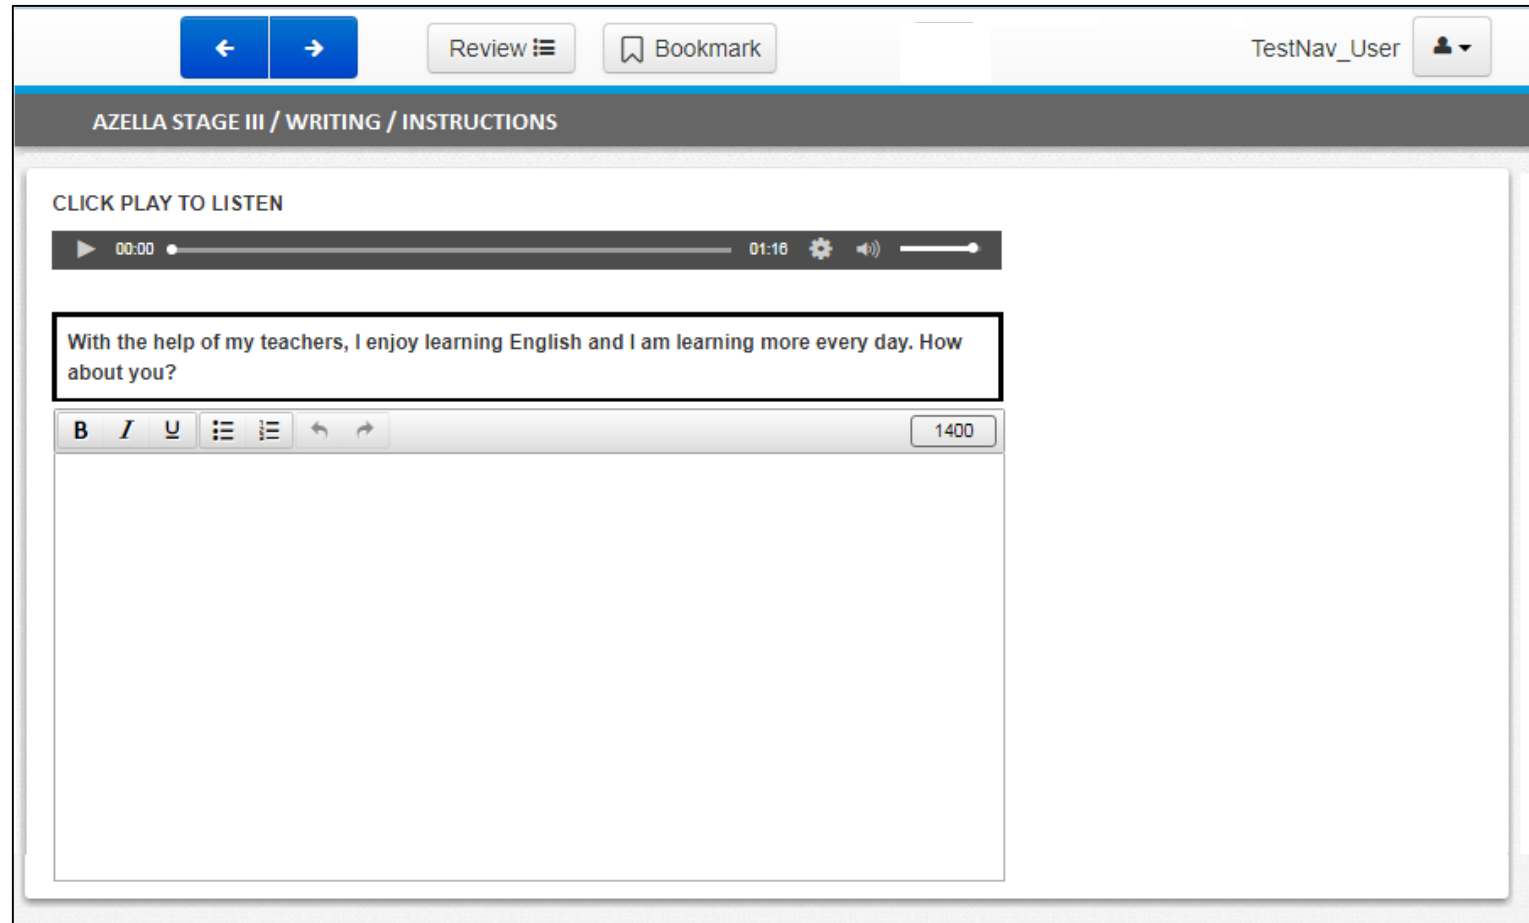 Review Bookmark TestNav_User
AZELLA STAGE III / WRITING / INSTRUCTIONS
CLICK PLAY TO LISTEN
00:00 01:16
With the help of my teachers, I enjoy learning English and I am learning more every day. How
about you?
B I U 1400